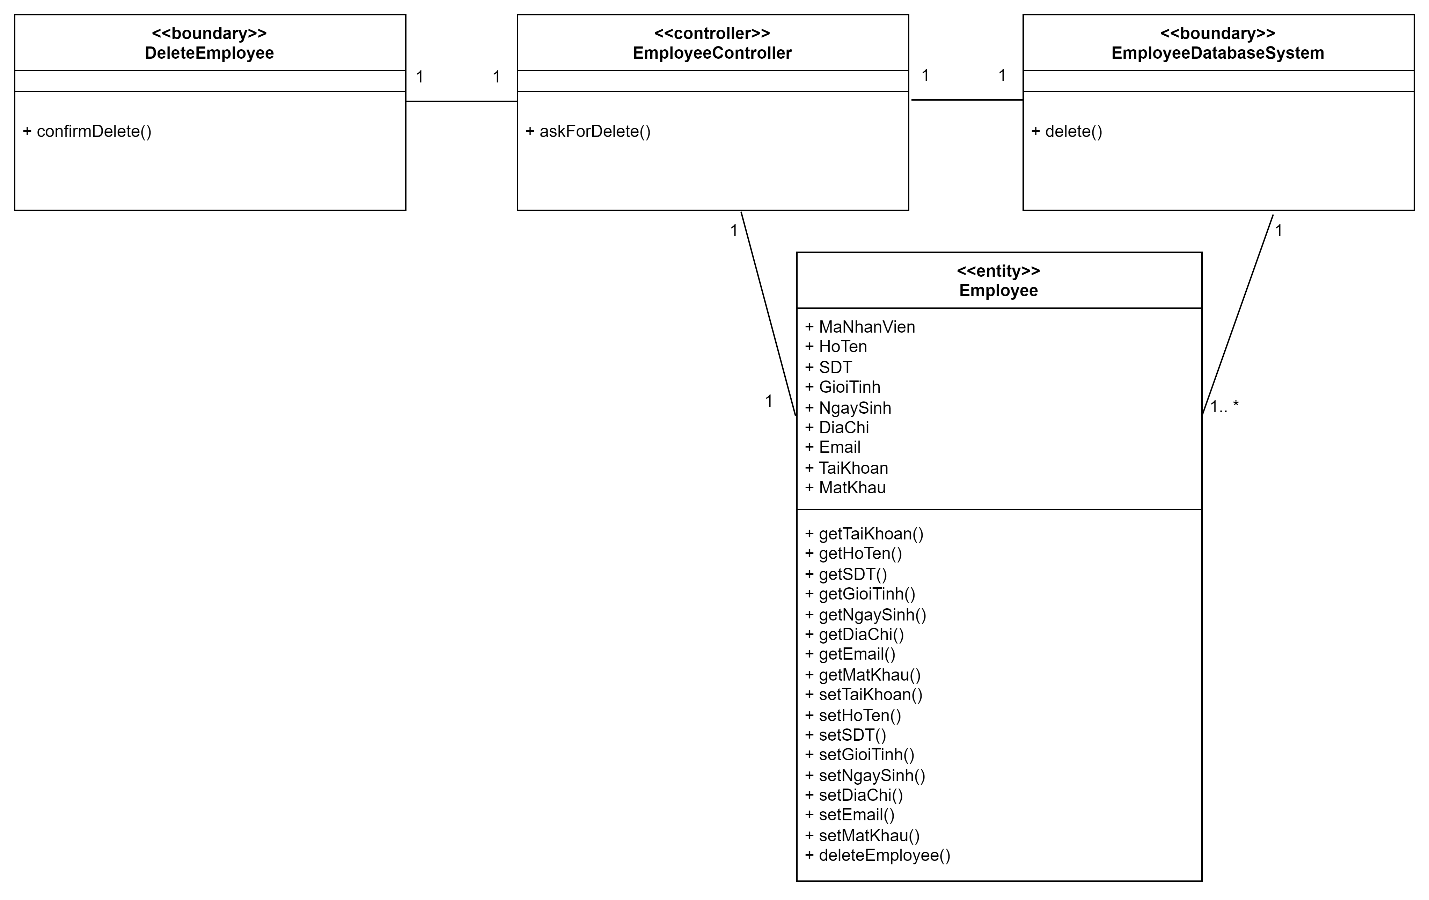 <<boundary>>
DeleteEmployee
+ confirmDelete()
1
1
<<controller>>
EmployeeController
+ askForDelete()
1
1
<<boundary>>
EmployeeDatabaseSystem
+ delete()
1
1
1
1.. *
<<entity>>
Employee
+ MaNhanVien
+ HoTen
+ SDT
+ GioiTinh
+ NgaySinh
+ DiaChi
+ Email
+ TaiKhoan
+ MatKhau
+ getTaiKhoan()
+ getHoTen()
+ getSDT()
+ getGioiTinh()
+ getNgaySinh()
+ getDiaChi()
+ getEmail()
+ getMatKhau()
+ setTaiKhoan()
+ setHoTen()
+ setSDT()
+ setGioiTinh()
+ setNgaySinh()
+ setDiaChi()
+ setEmail()
+ setMatKhau()
+ deleteEmployee()